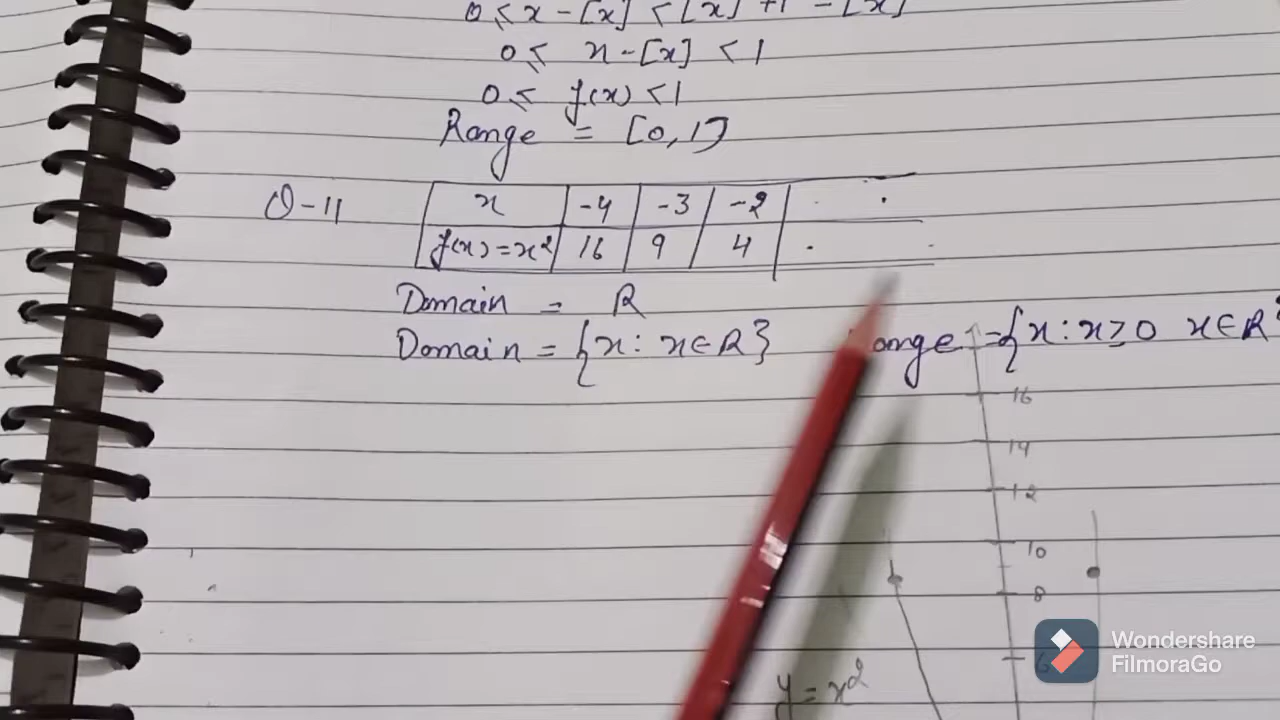 0 ≤ x - [x] < [x] + 1 - [x]
0 ≤ x - [x] < 1
0 ≤ f(x) < 1
Range = [0, 1)
Q-11
x -4 -3 -2 . .
f(x) = x² 16 9 4 . .
Domain = R
Domain = {x : x ∈ R}
= {x : x ≥ 0 x ∈ R
16
14
12
10
8
6
y = x²
Wondershare
FilmoraGo